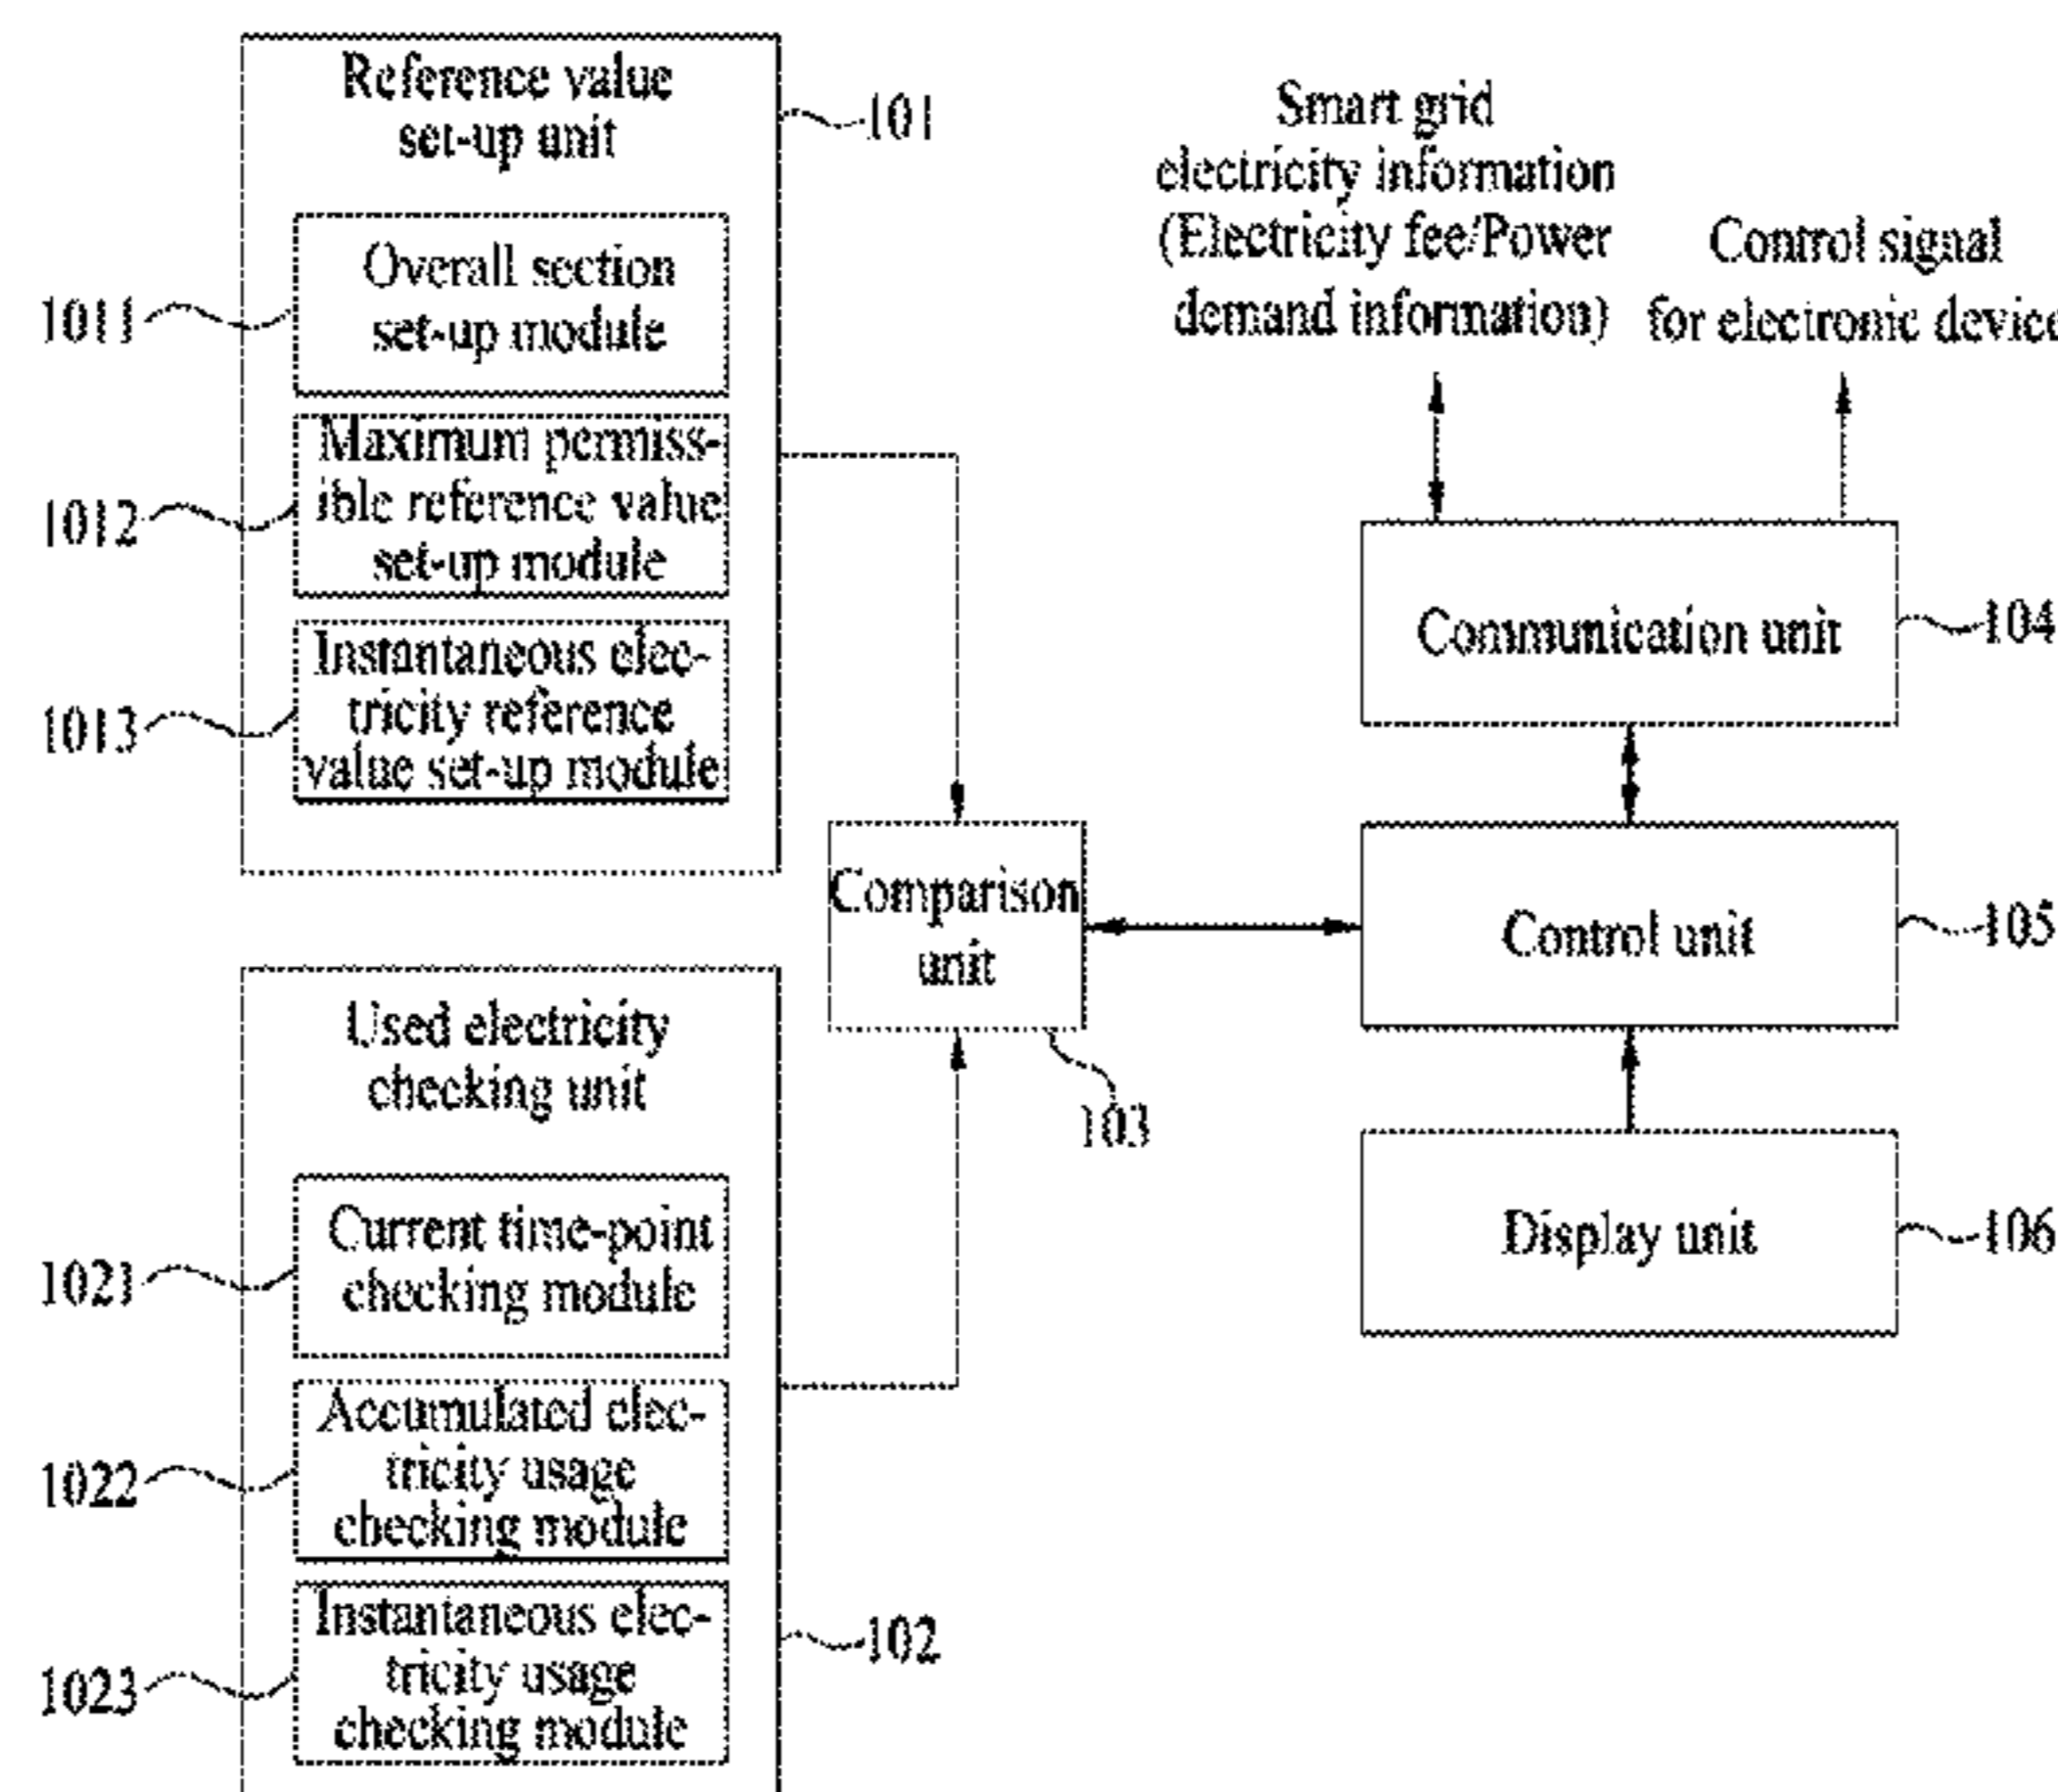 Reference value
set-up unit
101
Overall section
set-up module
1011
Maximum permiss-
ible reference value
set-up module
1012
Instantaneous elec-
tricity reference
value set-up module
1013
Used electricity
checking unit
Current time-point
checking module
1021
Accumulated elec-
tricity usage
checking module
1022
Instantaneous elec-
tricity usage
checking module
1023
102
Comparison
unit
103
Smart grid
electricity information
(Electricity fee/Power
demand information)
Control signal
for electronic device
Communication unit
104
Control unit
105
Display unit
106